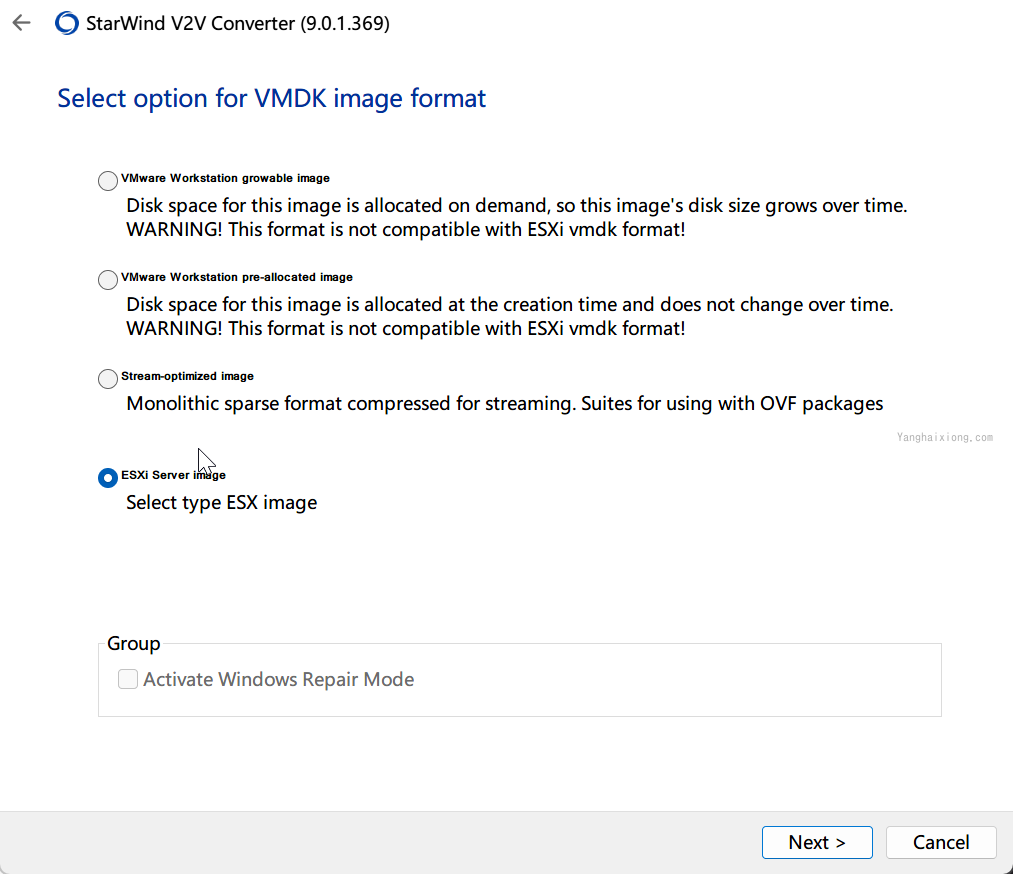 StarWind V2V Converter (9.0.1.369)
Select option for VMDK image format
VMware Workstation growable image
Disk space for this image is allocated on demand, so this image's disk size grows over time.
WARNING! This format is not compatible with ESXi vmdk format!
VMware Workstation pre-allocated image
Disk space for this image is allocated at the creation time and does not change over time.
WARNING! This format is not compatible with ESXi vmdk format!
Stream-optimized image
Monolithic sparse format compressed for streaming. Suites for using with OVF packages
Yanghaixiong.com
ESXi Server image
Select type ESX image
Group
Activate Windows Repair Mode
Next >
Cancel